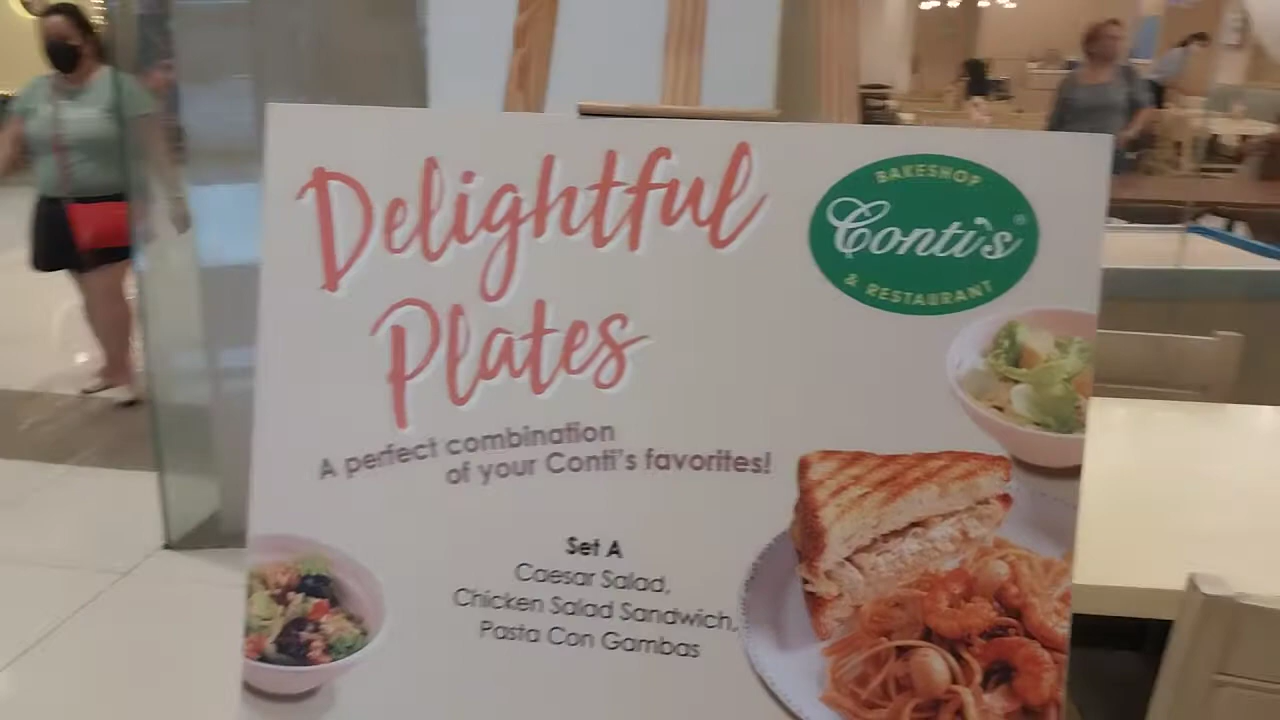 Delightful
Plates
BAKESHOP
Conti's®
& RESTAURANT
A perfect combination
of your Conti's favorites!
Set A
Caesar Salad,
Chicken Salad Sandwich,
Pasta Con Gambas